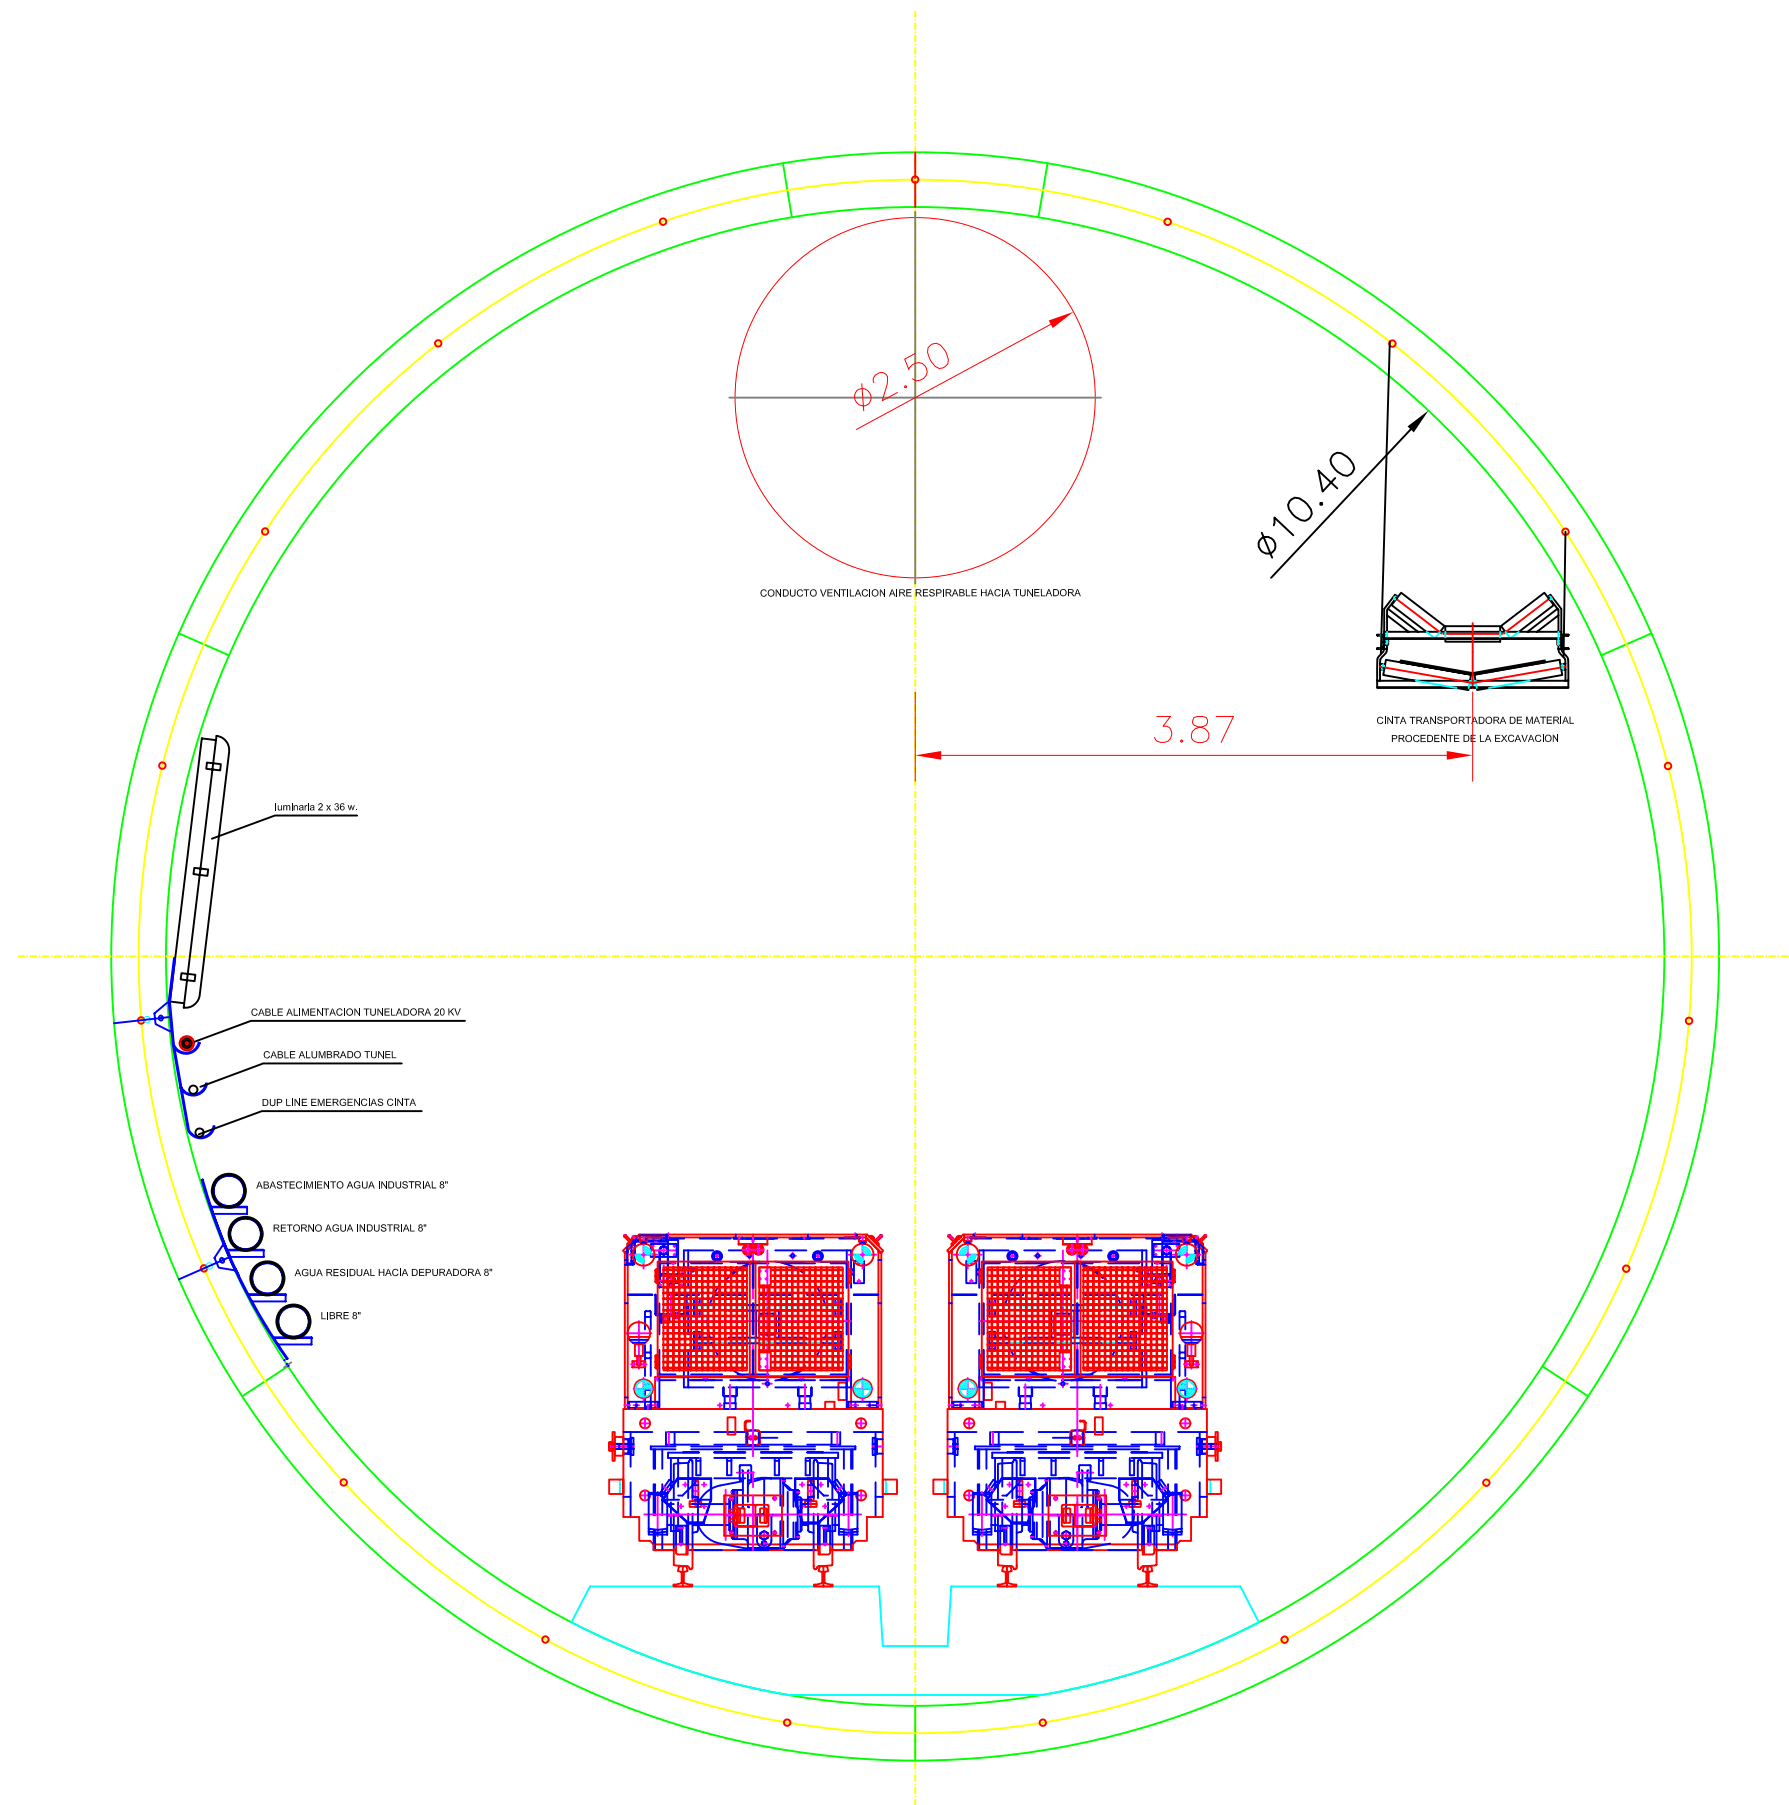 ⌀2.50
CONDUCTO VENTILACION AIRE RESPIRABLE HACIA TUNELADORA
⌀10.40
3.87
CINTA TRANSPORTADORA DE MATERIAL
PROCEDENTE DE LA EXCAVACION
luminaria 2 x 36 w.
CABLE ALIMENTACION TUNELADORA 20 KV
CABLE ALUMBRADO TUNEL
DUP LINE EMERGENCIAS CINTA
ABASTECIMIENTO AGUA INDUSTRIAL 8"
RETORNO AGUA INDUSTRIAL 8"
AGUA RESIDUAL HACIA DEPURADORA 8"
LIBRE 8"